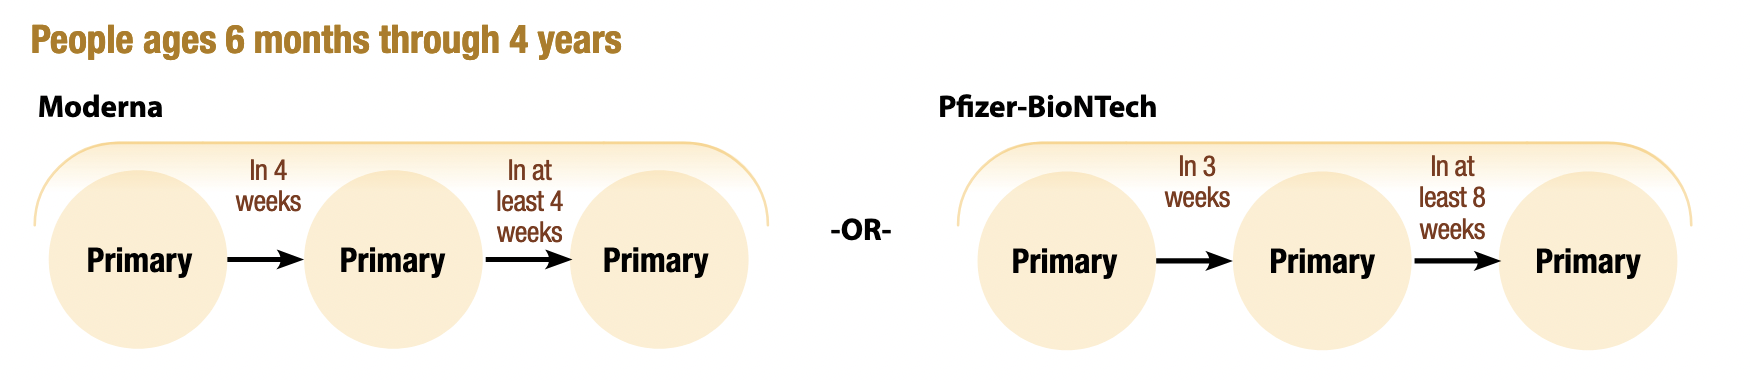 People ages 6 months through 4 years
Moderna
In 4
weeks
In at
least 4
weeks
Primary
Primary
Primary
-OR-
Pfizer-BioNTech
In 3
weeks
In at
least 8
weeks
Primary
Primary
Primary